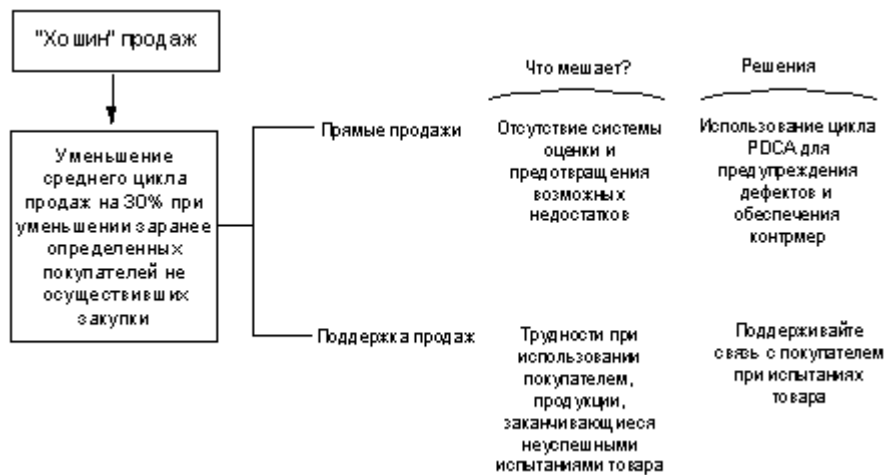 "Хошин" продаж
Что мешает?
Решения
Уменьшение
среднего цикла
продаж на 30% при
уменьшении заранее
определенных
покупателей не
осуществивших
закупки
Прямые продажи
Отсутствие системы
оценки и
предотвращения
возможных
недостатков
Использование цикла
PDCA для
предупреждения
дефектов и
обеспечения
контрмер
Поддержка продаж
Трудности при
использовании
покупателем,
продукции,
заканчивающиеся
неуспешными
испытаниями товара
Поддерживайте
связь с покупателем
при испытаниях
товара